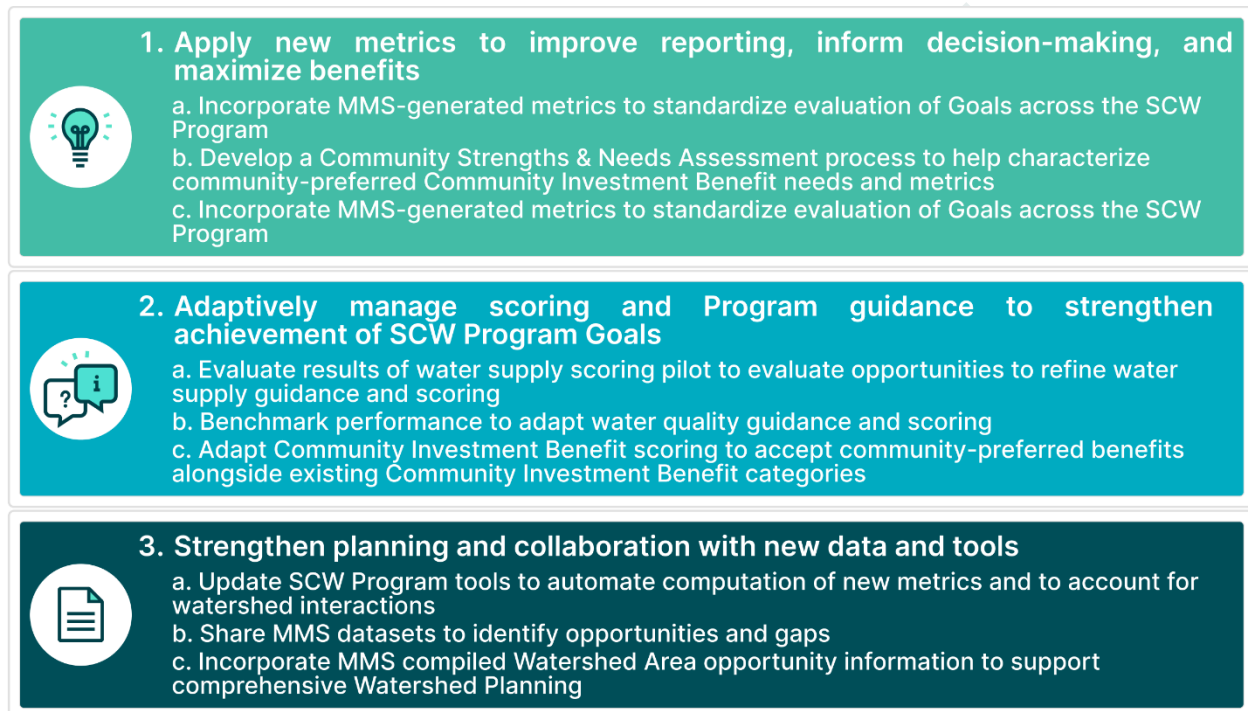 1. Apply new metrics to improve reporting, inform decision-making, and
maximize benefits
a. Incorporate MMS-generated metrics to standardize evaluation of Goals across the SCW
Program
b. Develop a Community Strengths & Needs Assessment process to help characterize
community-preferred Community Investment Benefit needs and metrics
c. Incorporate MMS-generated metrics to standardize evaluation of Goals across the SCW
Program
2. Adaptively manage scoring and Program guidance to strengthen
achievement of SCW Program Goals
? i
a. Evaluate results of water supply scoring pilot to evaluate opportunities to refine water
supply guidance and scoring
b. Benchmark performance to adapt water quality guidance and scoring
c. Adapt Community Investment Benefit scoring to accept community-preferred benefits
alongside existing Community Investment Benefit categories
3. Strengthen planning and collaboration with new data and tools
a. Update SCW Program tools to automate computation of new metrics and to account for
watershed interactions
b. Share MMS datasets to identify opportunities and gaps
c. Incorporate MMS compiled Watershed Area opportunity information to support
comprehensive Watershed Planning